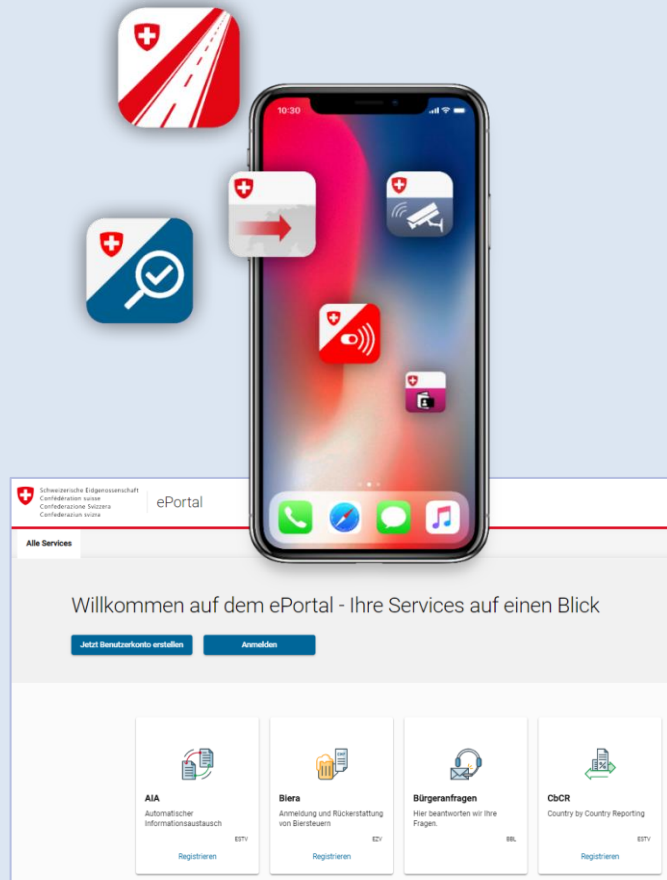 10:30
Schweizerische Eidgenossenschaft
Confédération suisse
Confederazione Svizzera
Confederaziun svizra
ePortal
Alle Services
Willkommen auf dem ePortal - Ihre Services auf einen Blick
Jetzt Benutzerkonto erstellen
Anmelden
AIA
Automatischer
Informationsaustausch
ESTV
Registrieren
Biera
Anmeldung und Rückerstattung
von Biersteuern
EZV
Registrieren
Bürgeranfragen
Hier beantworten wir Ihre
Fragen.
BBL
CbCR
Country by Country Reporting
ESTV
Registrieren